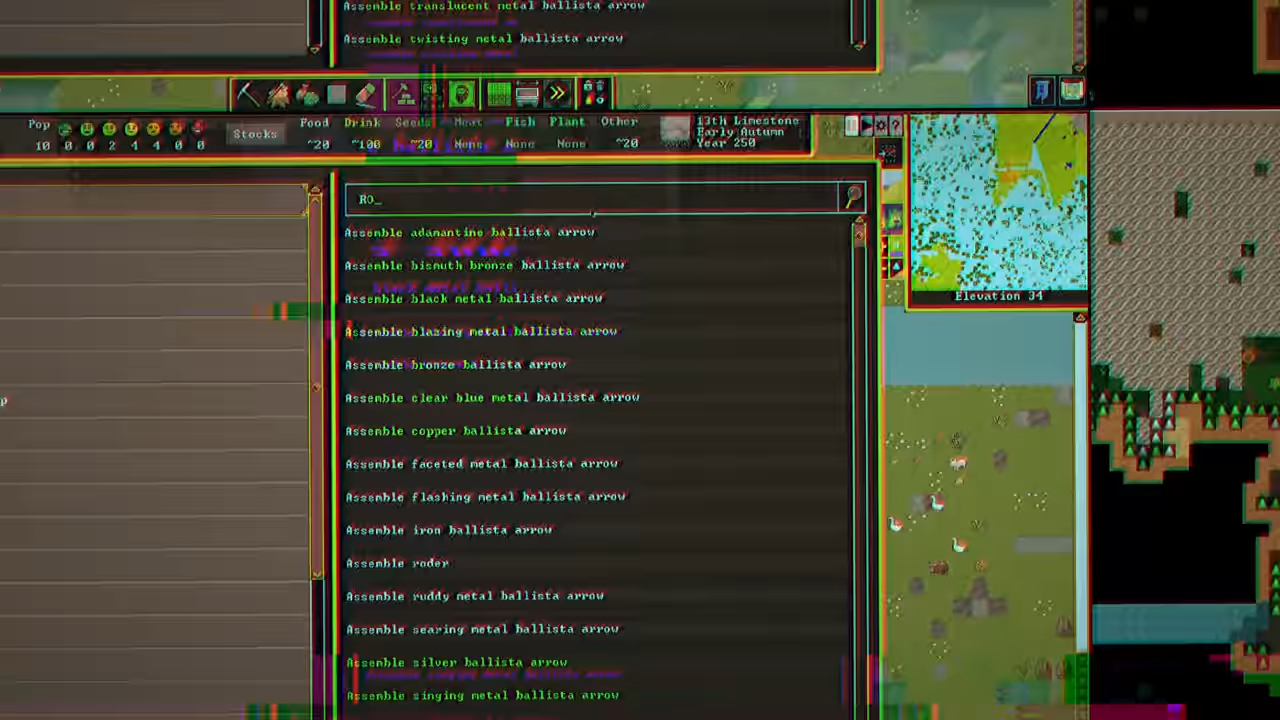 Assemble translucent metal ballista arrow
Assemble twisting metal ballista arrow
Pop
10 0 0 2 4 4 0 0
Stocks
Food Drink Seeds Meat Fish Plant Other
~20 ~100 ~20 None None None ~20
13th Limestone
Early Autumn
Year 250
RO_
Elevation 34
Assemble adamantine ballista arrow
Assemble bismuth bronze ballista arrow
Assemble black metal ballista arrow
Assemble blazing metal ballista arrow
Assemble bronze ballista arrow
Assemble clear blue metal ballista arrow
Assemble copper ballista arrow
Assemble faceted metal ballista arrow
Assemble flashing metal ballista arrow
Assemble iron ballista arrow
Assemble roder
Assemble ruddy metal ballista arrow
Assemble searing metal ballista arrow
Assemble silver ballista arrow
Assemble singing metal ballista arrow